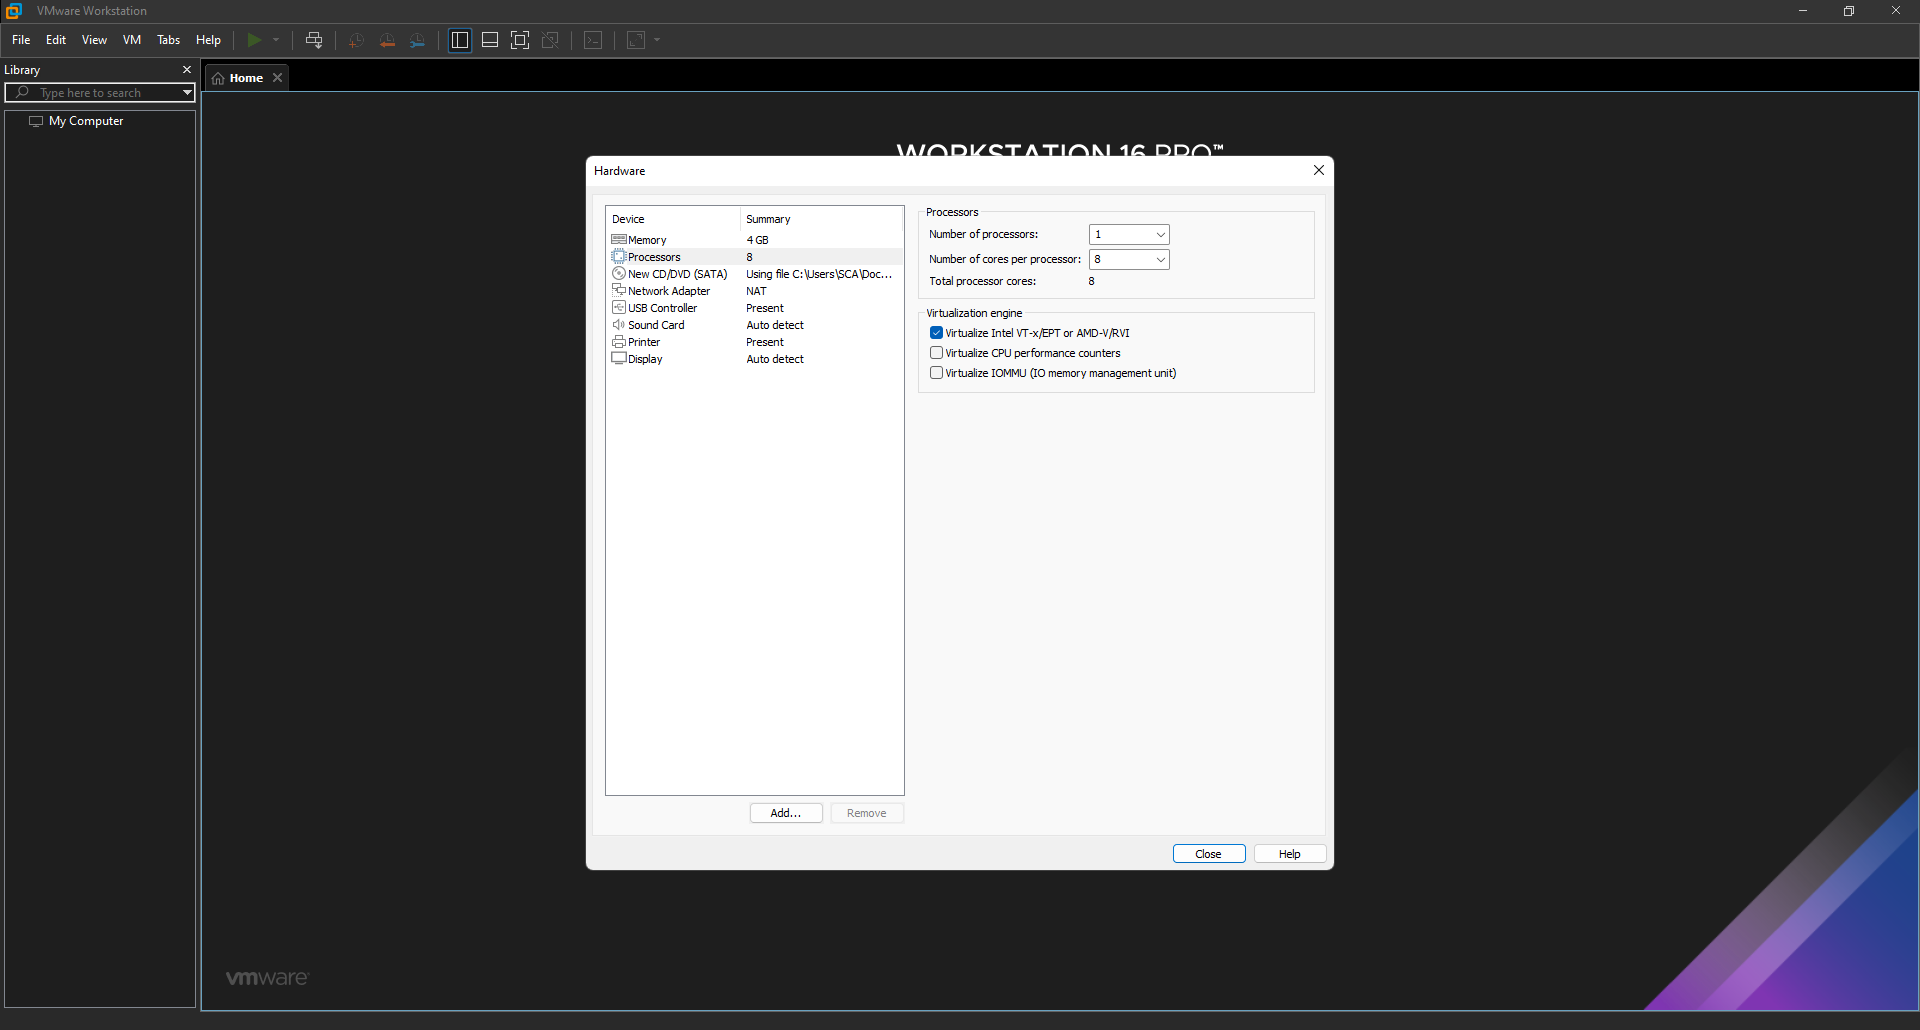 VMware Workstation
File Edit View VM Tabs Help
Library
Type here to search
My Computer
Home
WORKSTATION 16 PRO™
Hardware
Device Summary
Memory 4 GB
Processors 8
New CD/DVD (SATA) Using file C:\Users\SCA\Doc...
Network Adapter NAT
USB Controller Present
Sound Card Auto detect
Printer Present
Display Auto detect
Add... Remove
Processors
Number of processors: 1
Number of cores per processor: 8
Total processor cores: 8
Virtualization engine
Virtualize Intel VT-x/EPT or AMD-V/RVI
Virtualize CPU performance counters
Virtualize IOMMU (IO memory management unit)
Close Help
vmware